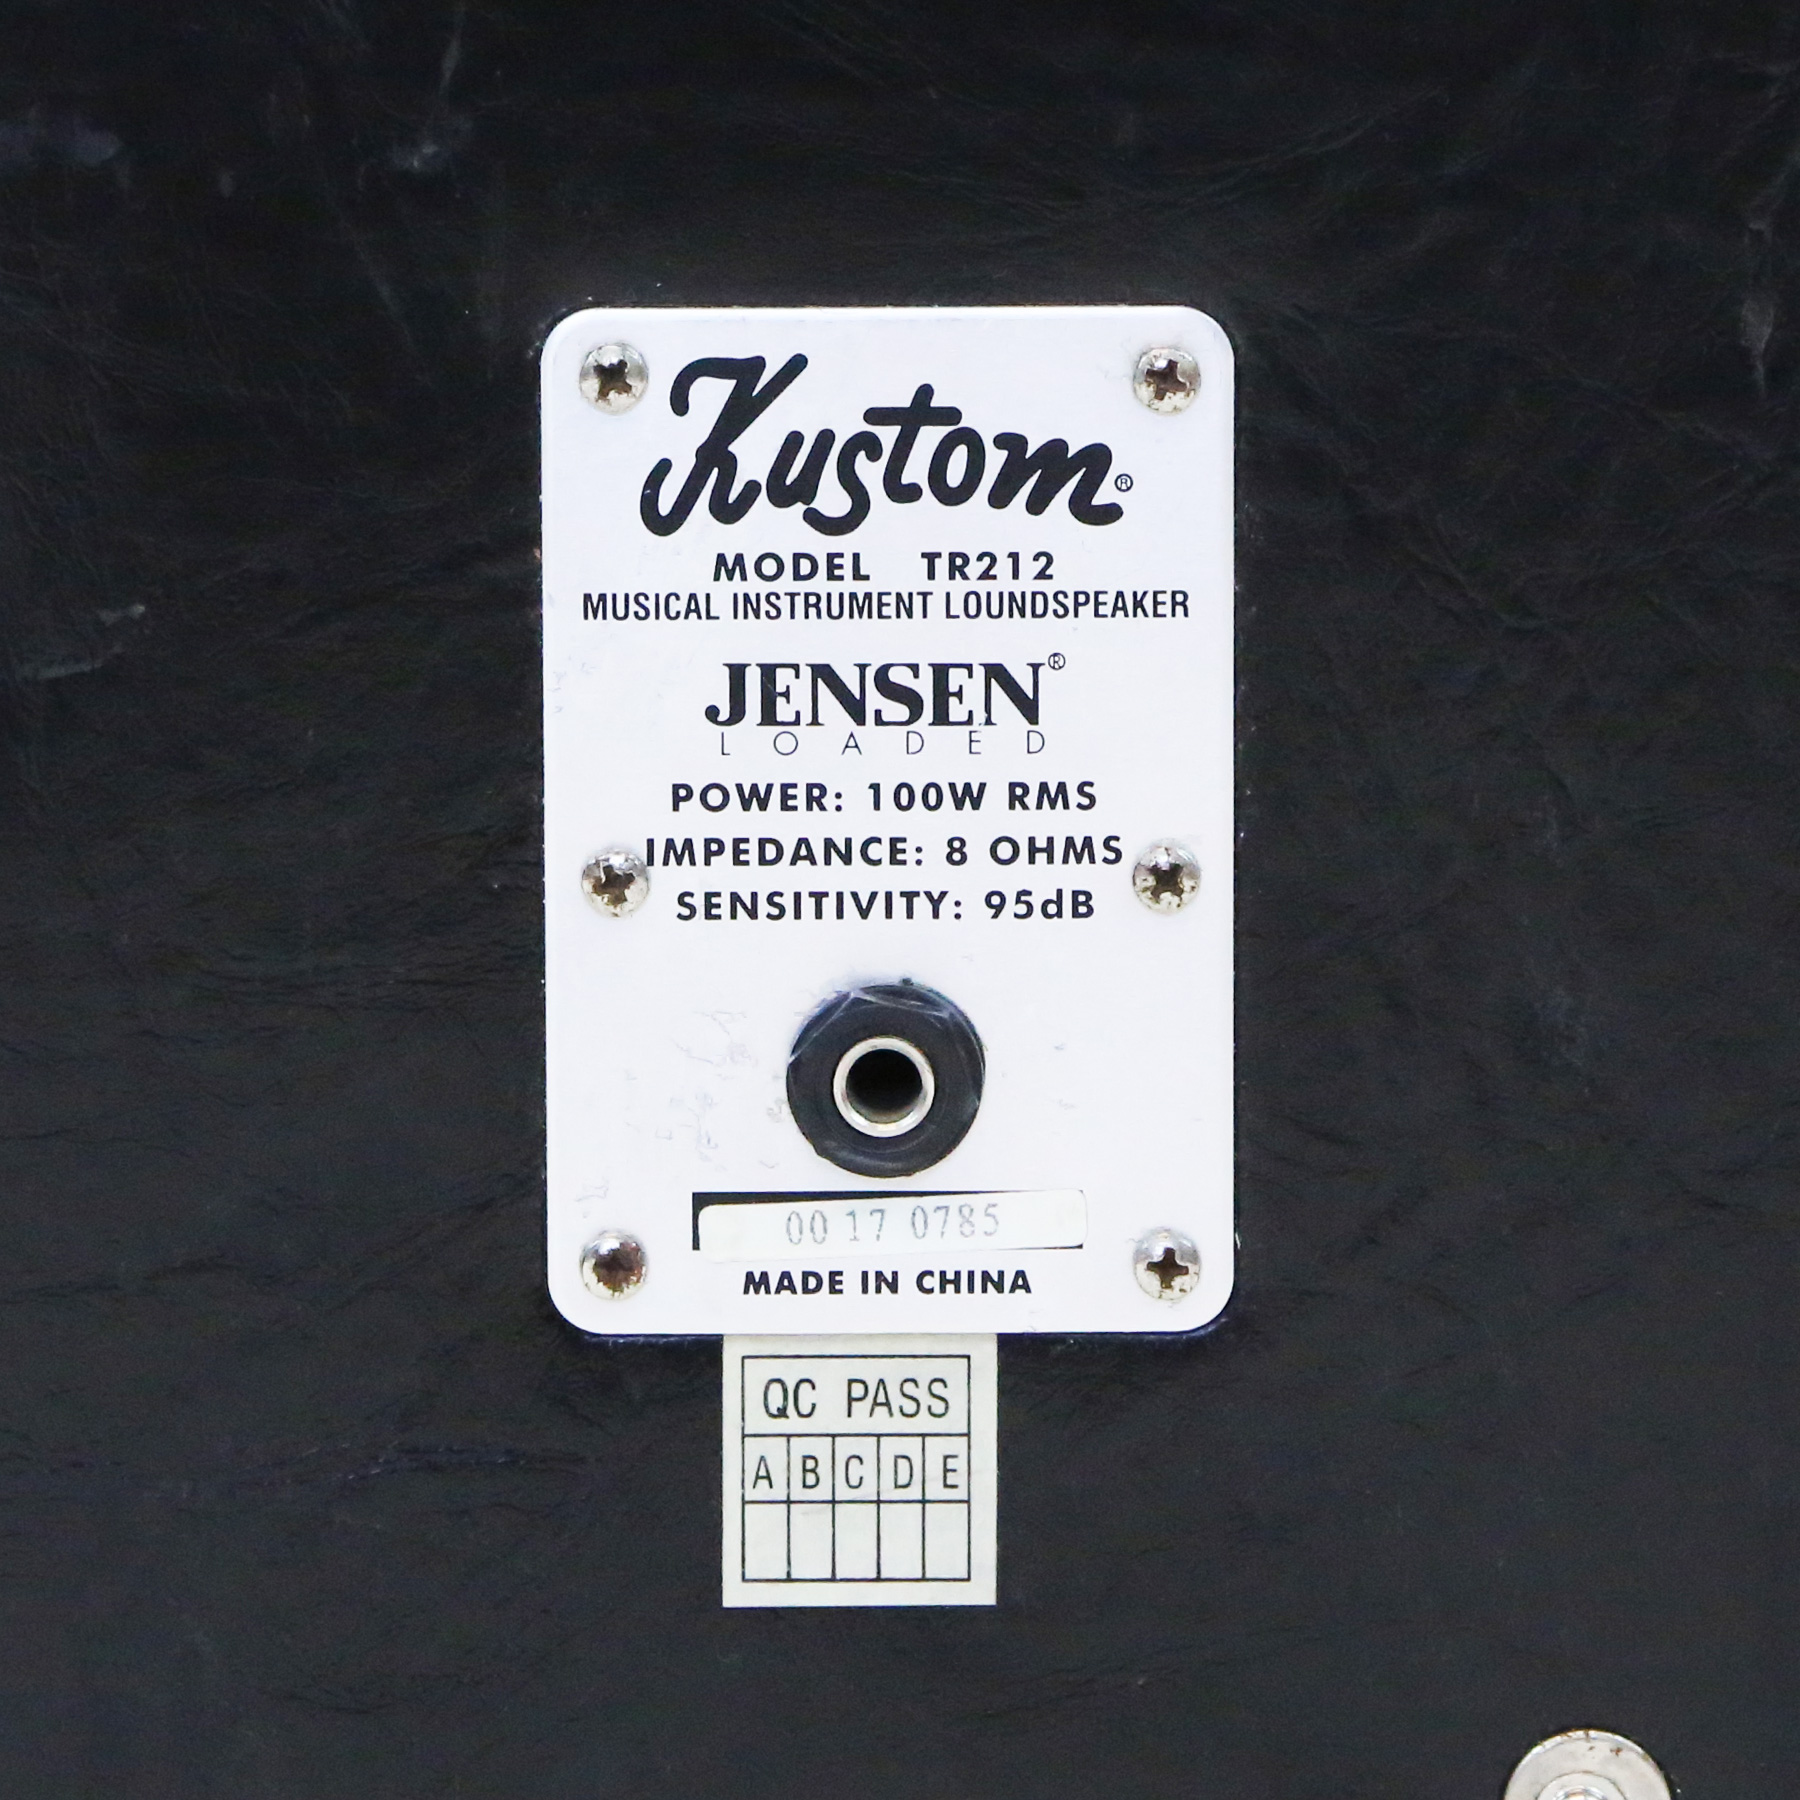 Kustom®
MODEL TR212
MUSICAL INSTRUMENT LOUNDSPEAKER
JENSEN®
LOADED
POWER: 100W RMS
IMPEDANCE: 8 OHMS
SENSITIVITY: 95dB
00 17 0785
MADE IN CHINA
QC PASS
A B C D E